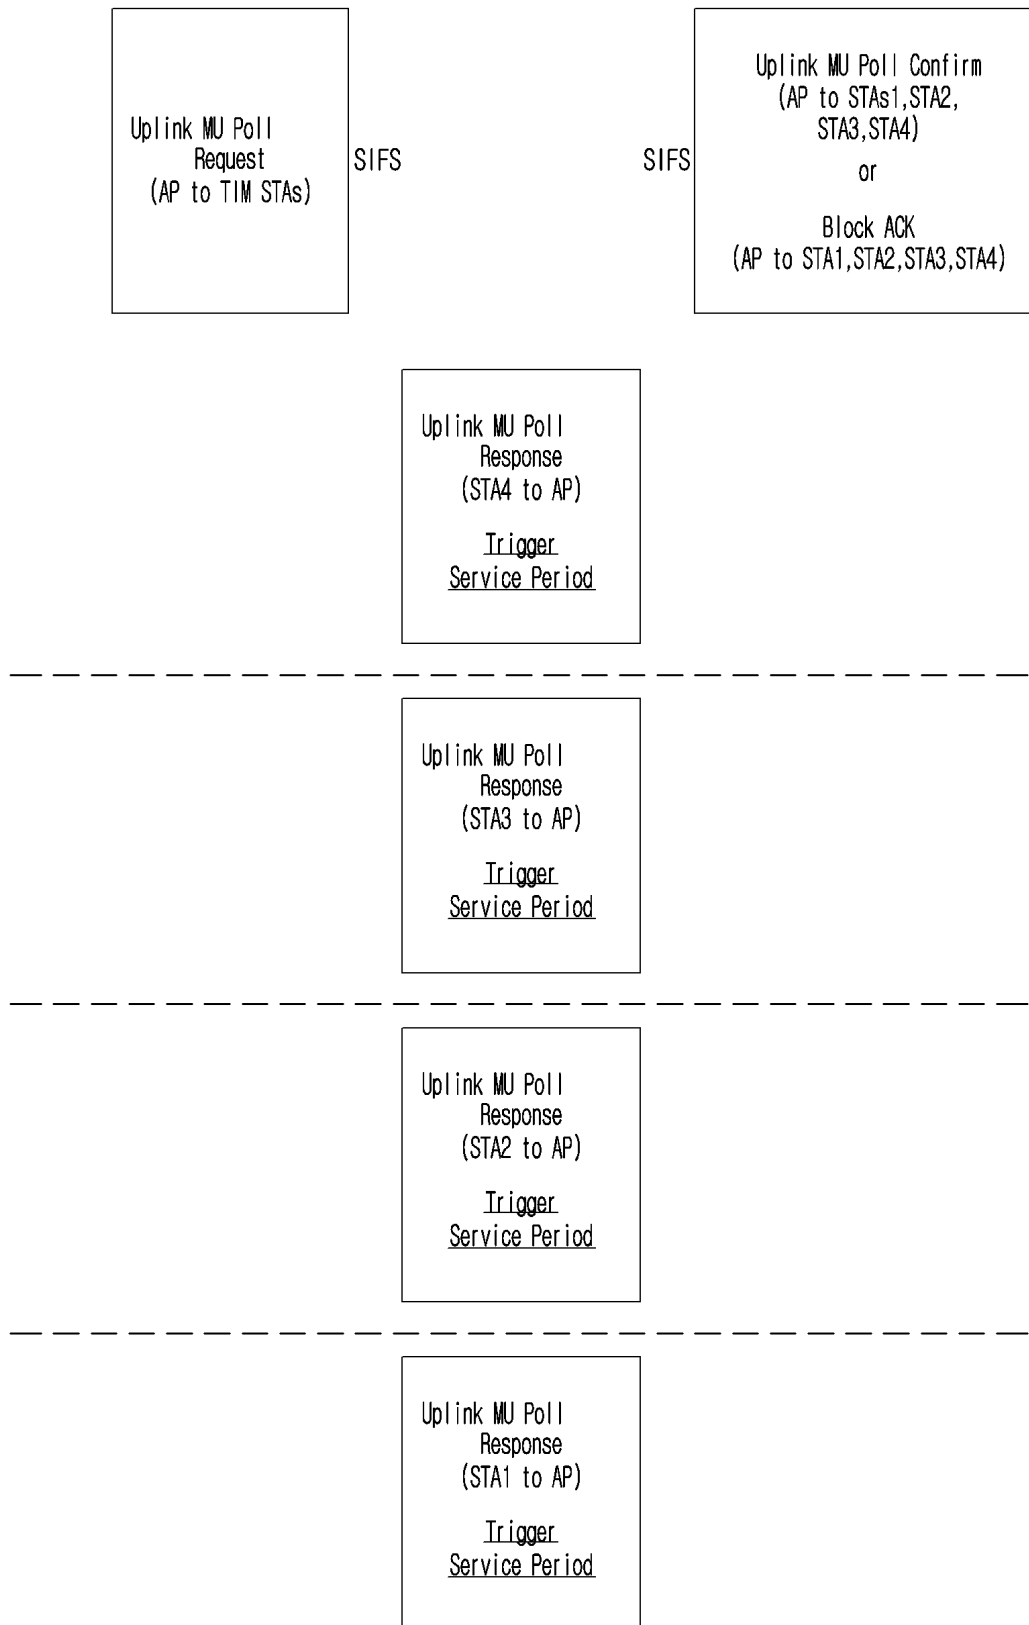 Uplink MU Poll
Request
(AP to TIM STAs)
SIFS
SIFS
Uplink MU Poll Confirm
(AP to STAs1,STA2,
STA3,STA4)
or
Block ACK
(AP to STA1,STA2,STA3,STA4)
Uplink MU Poll
Response
(STA4 to AP)
Trigger
Service Period
Uplink MU Poll
Response
(STA3 to AP)
Trigger
Service Period
Uplink MU Poll
Response
(STA2 to AP)
Trigger
Service Period
Uplink MU Poll
Response
(STA1 to AP)
Trigger
Service Period